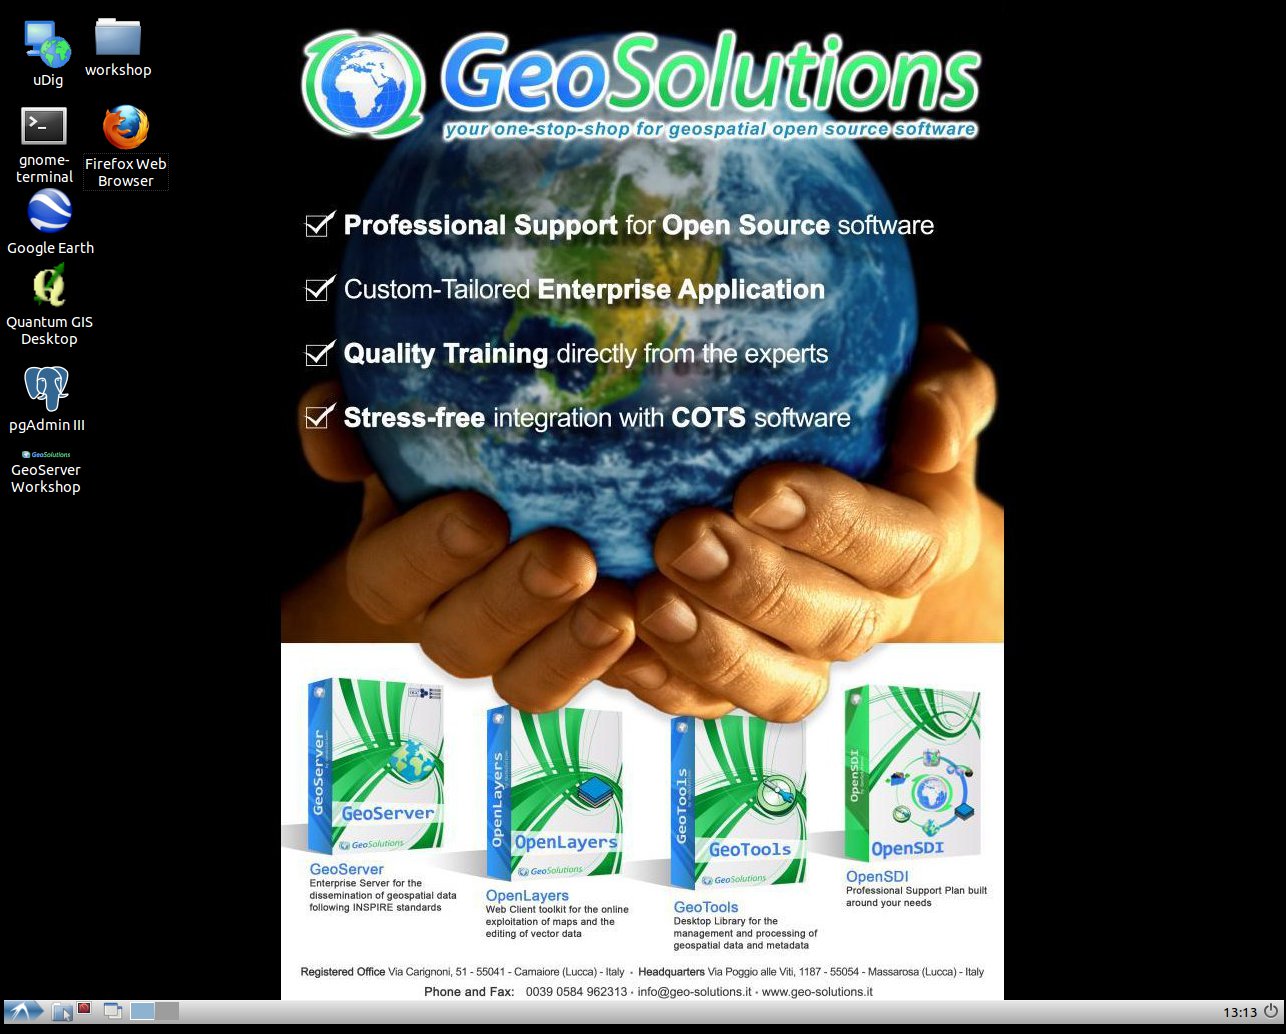 uDig
workshop
gnome-
terminal
Firefox Web
Browser
Google Earth
Quantum GIS
Desktop
pgAdmin III
GeoSolutions
GeoServer
Workshop
GeoSolutions
your one-stop-shop for geospatial open source software
Professional Support for Open Source software
Custom-Tailored Enterprise Application
Quality Training directly from the experts
Stress-free integration with COTS software
GeoServer
GeoServer
GeoSolutions
GeoServer
Enterprise Server for the
dissemination of geospatial data
following INSPIRE standards
OpenLayers
OpenLayers
GeoSolutions
OpenLayers
Web Client toolkit for the online
exploitation of maps and the
editing of vector data
GeoTools
GeoTools
GeoSolutions
GeoTools
Desktop Library for the
management and processing of
geospatial data and metadata
OpenSDI
OpenSDI
OpenSDI
Professional Support Plan built
around your needs
Registered Office Via Carignoni, 51 - 55041 - Camaiore (Lucca) - Italy • Headquarters Via Poggio alle Viti, 1187 - 55054 - Massarosa (Lucca) - Italy
Phone and Fax: 0039 0584 962313 • info@geo-solutions.it • www.geo-solutions.it
13:13